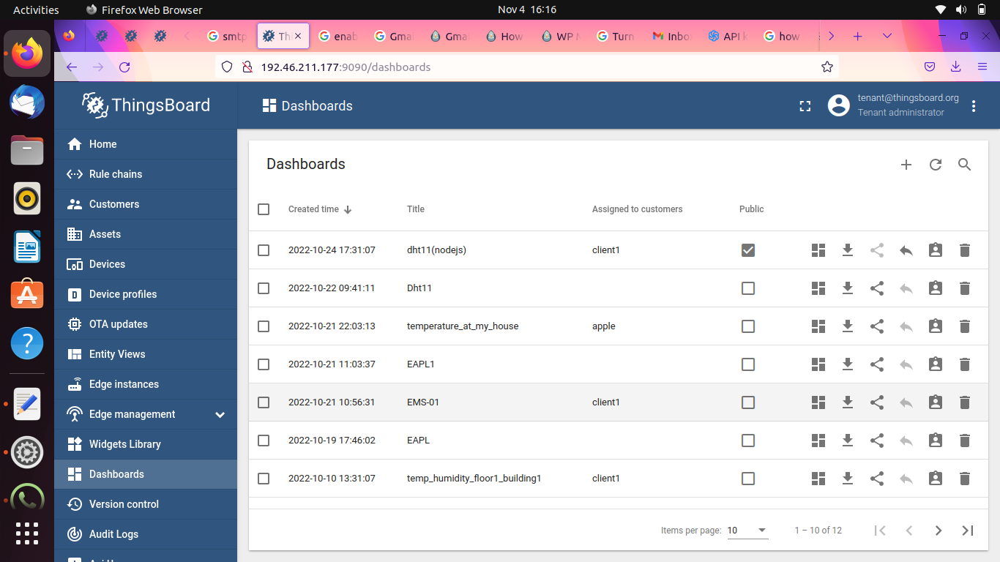 Activities Firefox Web Browser Nov 4 16:16
smtp Thi enab Gmai Gmai How WP M Turn Inbox API k how
192.46.211.177:9090/dashboards
ThingsBoard
Dashboards
tenant@thingsboard.org
Tenant administrator
Home
Rule chains
Customers
Assets
Devices
Device profiles
OTA updates
Entity Views
Edge instances
Edge management
Widgets Library
Dashboards
Version control
Audit Logs
Dashboards
Created time Title Assigned to customers Public
2022-10-24 17:31:07 dht11(nodejs) client1
2022-10-22 09:41:11 Dht11
2022-10-21 22:03:13 temperature_at_my_house apple
2022-10-21 11:03:37 EAPL1
2022-10-21 10:56:31 EMS-01 client1
2022-10-19 17:46:02 EAPL
2022-10-10 13:31:07 temp_humidity_floor1_building1 client1
Items per page: 10 1 – 10 of 12